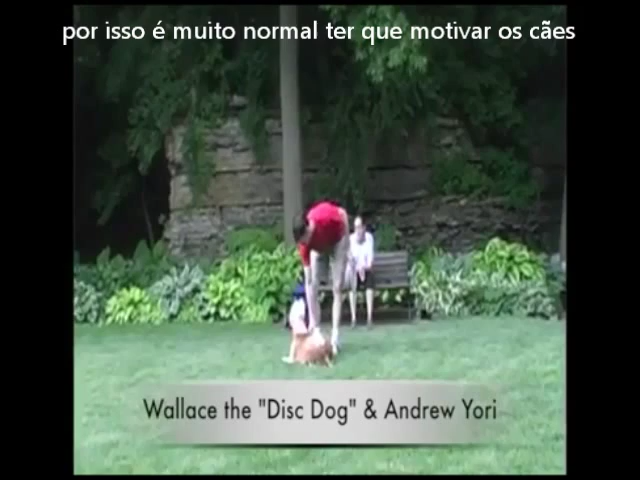 por isso é muito normal ter que motivar os cães
Wallace the "Disc Dog" & Andrew Yori